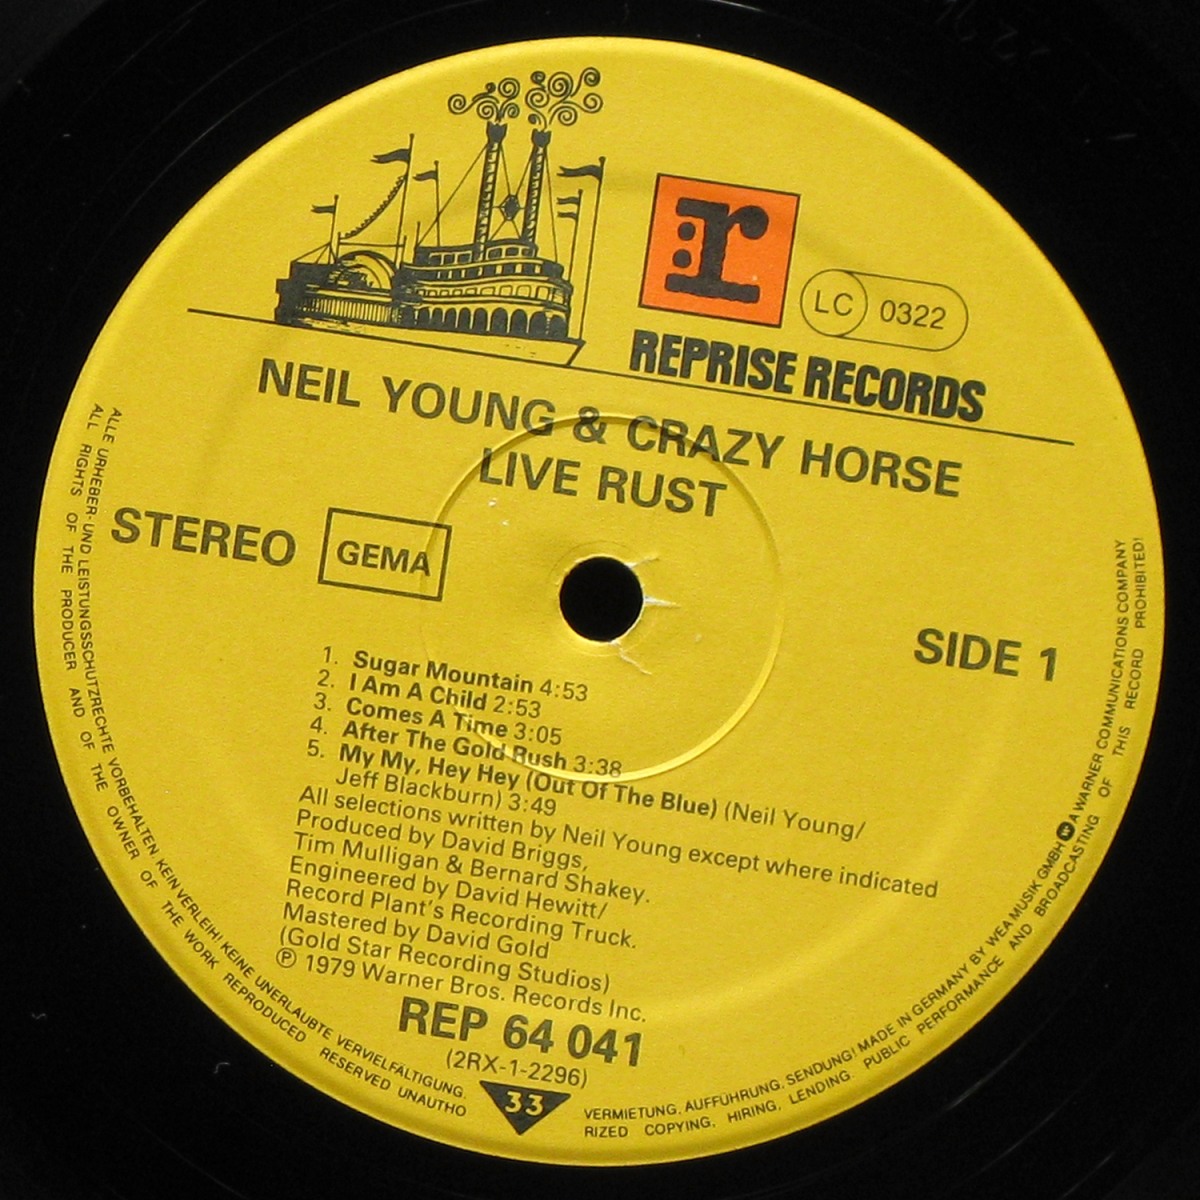 r:
LC 0322
REPRISE RECORDS
NEIL YOUNG & CRAZY HORSE
LIVE RUST
STEREO GEMA
SIDE 1
1. Sugar Mountain 4:53
2. I Am A Child 2:53
3. Comes A Time 3:05
4. After The Gold Rush 3:38
5. My My, Hey Hey (Out Of The Blue) (Neil Young/
Jeff Blackburn) 3:49
All selections written by Neil Young except where indicated
Produced by David Briggs,
Tim Mulligan & Bernard Shakey.
Engineered by David Hewitt/
Record Plant's Recording Truck.
Mastered by David Gold
(Gold Star Recording Studios)
℗ 1979 Warner Bros. Records Inc.
REP 64 041
(2RX-1-2296)
33
ALLE URHEBER- UND LEISTUNGSSCHUTZRECHTE VORBEHALTEN KEIN VERLEIH! KEINE UNERLAUBTE VERVIELFÄLTIGUNG, VERMIETUNG, AUFFÜHRUNG, SENDUNG! MADE IN GERMANY BY WEA MUSIK GMBH W A WARNER COMMUNICATIONS COMPANY
ALL RIGHTS OF THE PRODUCER AND OF THE OWNER OF THE WORK REPRODUCED RESERVED UNAUTHORIZED COPYING, HIRING, LENDING, PUBLIC PERFORMANCE AND BROADCASTING OF THIS RECORD PROHIBITED!